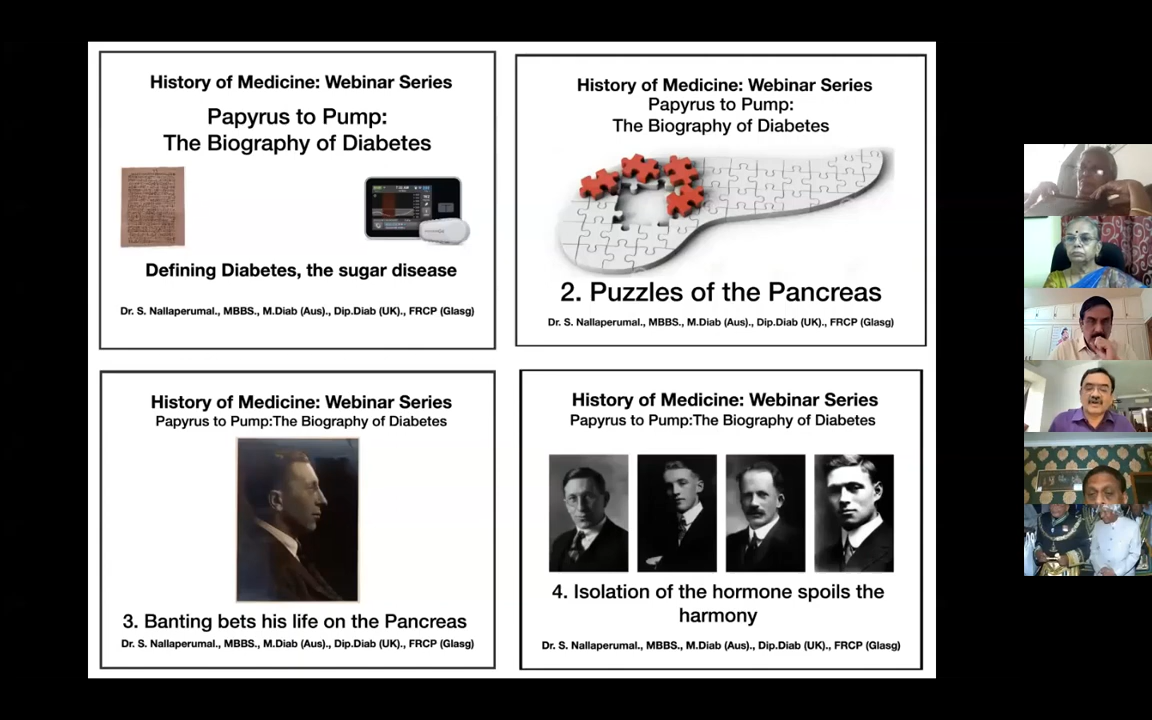 History of Medicine: Webinar Series
Papyrus to Pump:
The Biography of Diabetes
Defining Diabetes, the sugar disease
Dr. S. Nallaperumal., MBBS., M.Diab (Aus)., Dip.Diab (UK)., FRCP (Glasg)
History of Medicine: Webinar Series
Papyrus to Pump:
The Biography of Diabetes
2. Puzzles of the Pancreas
Dr. S. Nallaperumal., MBBS., M.Diab (Aus)., Dip.Diab (UK)., FRCP (Glasg)
History of Medicine: Webinar Series
Papyrus to Pump:The Biography of Diabetes
3. Banting bets his life on the Pancreas
Dr. S. Nallaperumal., MBBS., M.Diab (Aus)., Dip.Diab (UK)., FRCP (Glasg)
History of Medicine: Webinar Series
Papyrus to Pump:The Biography of Diabetes
4. Isolation of the hormone spoils the
harmony
Dr. S. Nallaperumal., MBBS., M.Diab (Aus)., Dip.Diab (UK)., FRCP (Glasg)